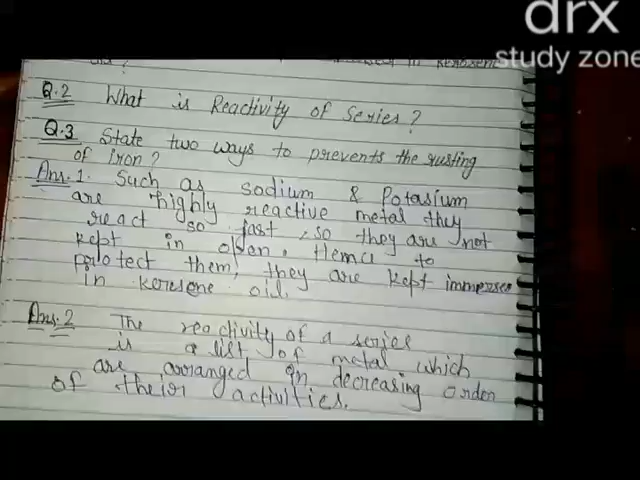 drx
study zone
Q.2 What is Reactivity of Series?
Q.3 State two ways to prevents the rusting
of iron?
Ans.1. Such as sodium & Potasium
are highly reactive metal they
react so fast, so they are not
kept in open. Hence to
protect them, they are kept immerse
in keresene oil.
Ans.2 The reactivity of a series
is a list of metal which
are arranged in decreasing order
of their activities.